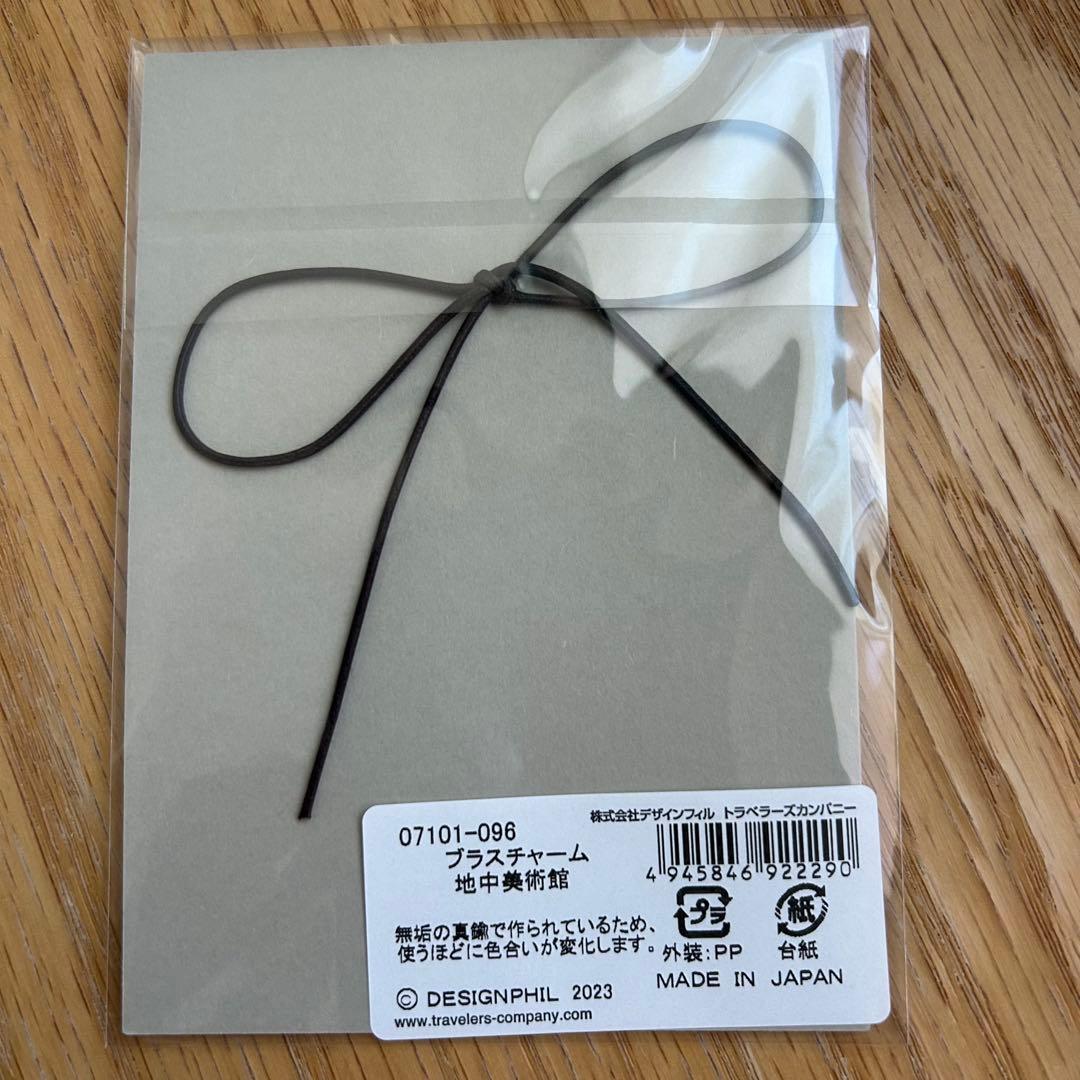 07101-096
ブラスチャーム
地中美術館
株式会社デザインフィル トラベラーズカンパニー
4 945846 922290
無垢の真鍮で作られているため、
使うほどに色合いが変化します。
プラ
外装:PP
紙
台紙
MADE IN JAPAN
© DESIGNPHIL 2023
www.travelers-company.com